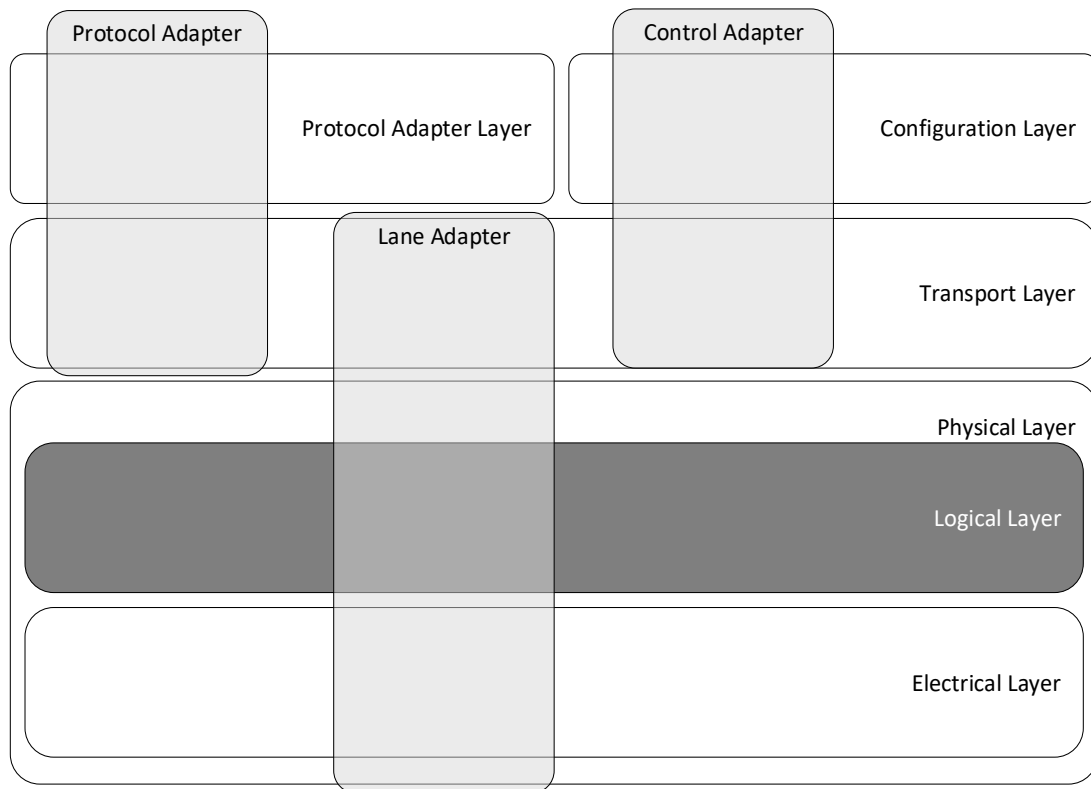 Protocol Adapter
Control Adapter
Protocol Adapter Layer
Configuration Layer
Lane Adapter
Transport Layer
Physical Layer
Logical Layer
Electrical Layer